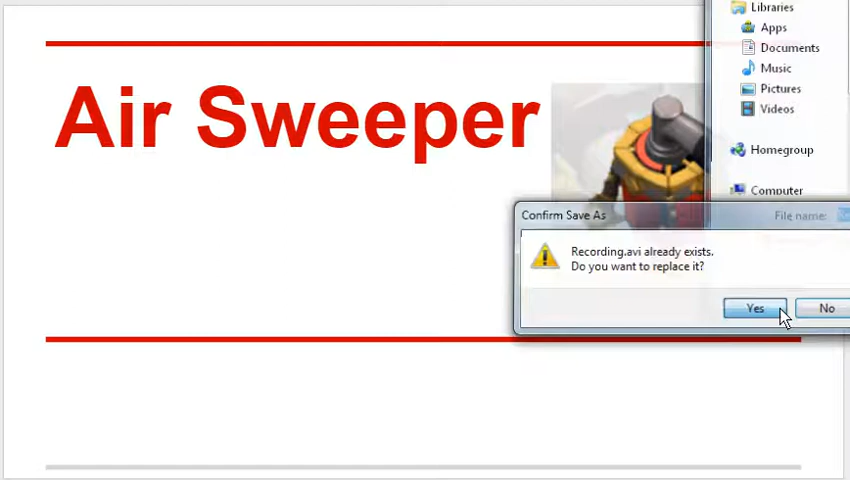 Libraries
Apps
Documents
Music
Pictures
Videos
Homegroup
Computer
Air Sweeper
File name:
Confirm Save As
Recording.avi already exists.
Do you want to replace it?
Yes
No